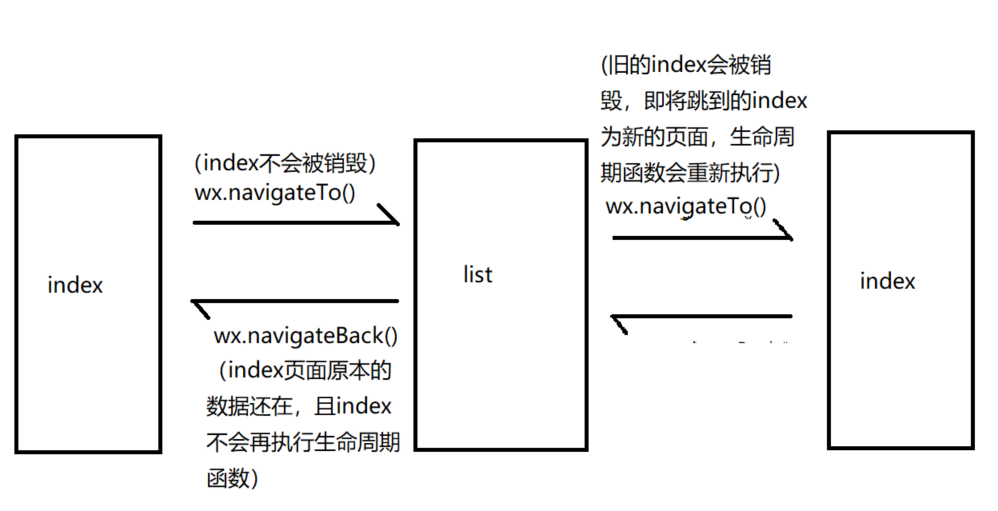 (旧的index会被销
毁，即将跳到的index
为新的页面，生命周
期函数会重新执行)
（index不会被销毁）
wx.navigateTo()
wx.navigateTo()
index
list
index
wx.navigateBack()
（index页面原本的
数据还在，且index
不会再执行生命周期
函数）